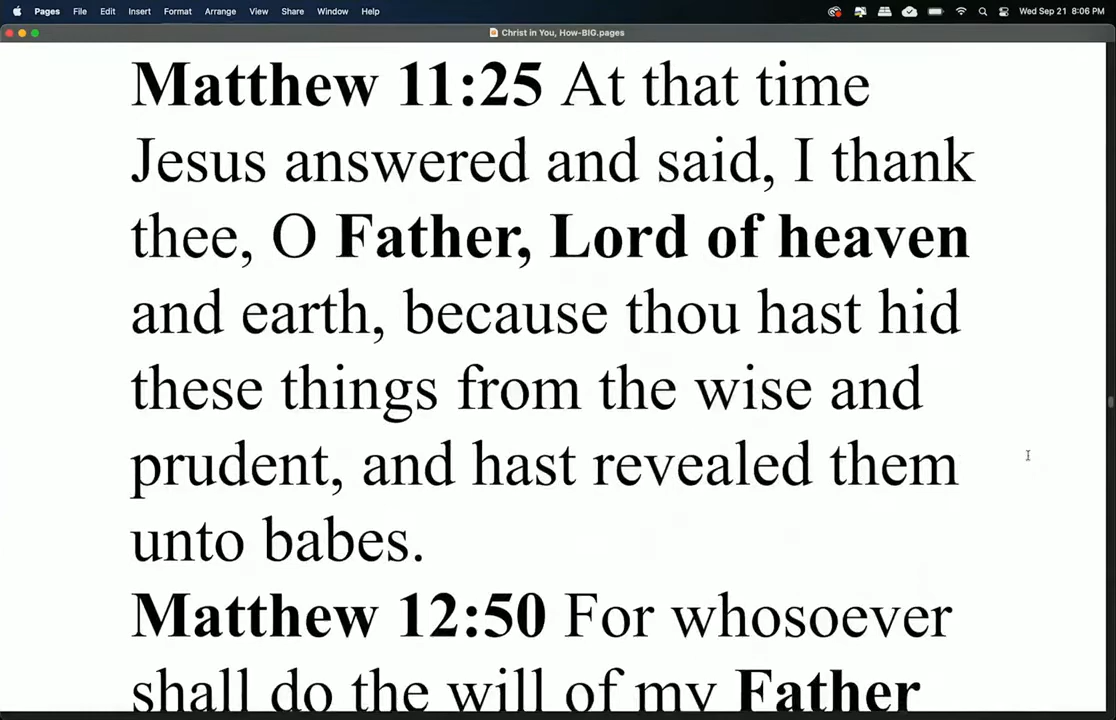 Pages File Edit Insert Format Arrange View Share Window Help Wed Sep 21 8:06 PM
Christ in You, How-BIG.pages
Matthew 11:25 At that time
Jesus answered and said, I thank
thee, O Father, Lord of heaven
and earth, because thou hast hid
these things from the wise and
prudent, and hast revealed them
unto babes.
Matthew 12:50 For whosoever
shall do the will of my Father